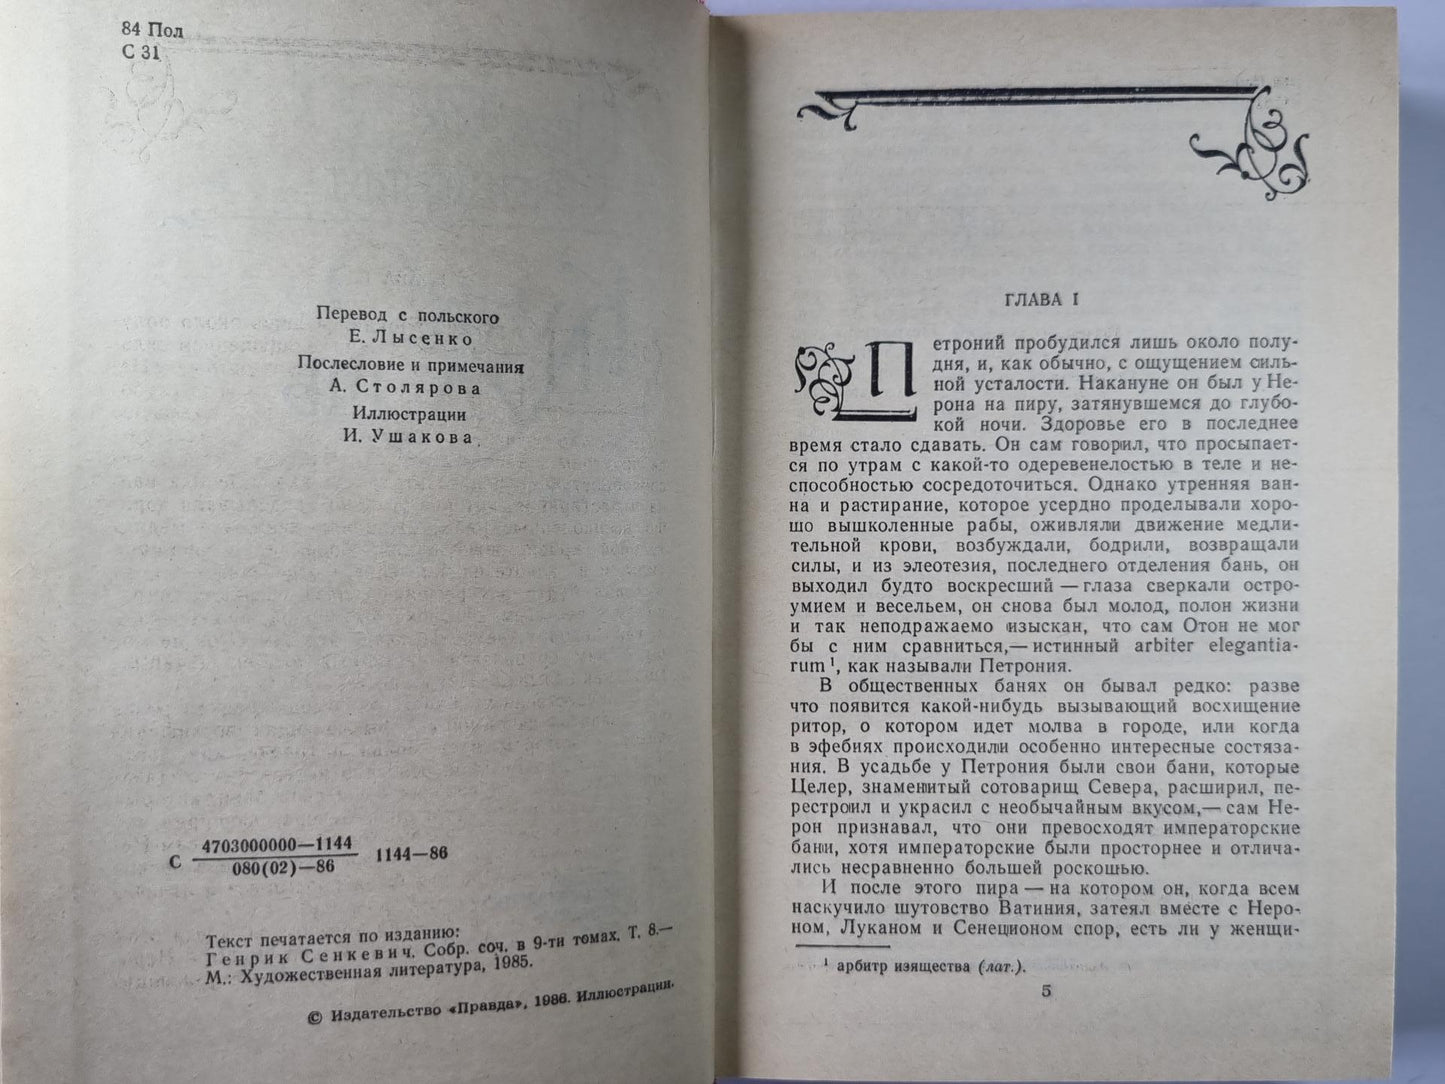 84 Пол
С 31
Перевод с польского
Е. Лысенко
Послесловие и примечания
А. Столярова
Иллюстрации
И. Ушакова
С 4703000000—1144 1144—86
080(02)—86
Текст печатается по изданию:
Генрик Сенкевич. Собр. соч. в 9-ти томах. Т. 8.—
М.: Художественная литература, 1985.
© Издательство «Правда», 1986. Иллюстрации.
ГЛАВА I
Петроний пробудился лишь около полу-
дня, и, как обычно, с ощущением силь-
ной усталости. Накануне он был у Не-
рона на пиру, затянувшемся до глубо-
кой ночи. Здоровье его в последнее
время стало сдавать. Он сам говорил, что просыпает-
ся по утрам с какой-то одеревенелостью в теле и не-
способностью сосредоточиться. Однако утренняя ван-
на и растирание, которое усердно проделывали хоро-
шо вышколенные рабы, оживляли движение медли-
тельной крови, возбуждали, бодрили, возвращали
силы, и из элеотезия, последнего отделения бань, он
выходил будто воскресший — глаза сверкали остро-
умием и весельем, он снова был молод, полон жизни
и так неподражаемо изыскан, что сам Отон не мог
бы с ним сравниться,— истинный arbiter elegantia-
rum ¹, как называли Петрония.
В общественных банях он бывал редко: разве
что появится какой-нибудь вызывающий восхищение
ритор, о котором идет молва в городе, или когда
в эфебиях происходили особенно интересные состяза-
ния. В усадьбе у Петрония были свои бани, которые
Целер, знаменитый сотоварищ Севера, расширил, пе-
рестроил и украсил с необычайным вкусом,— сам Не-
рон признавал, что они превосходят императорские
бани, хотя императорские были просторнее и отлича-
лись несравненно большей роскошью.
И после этого пира — на котором он, когда всем
наскучило шутовство Ватиния, затеял вместе с Неро-
ном, Луканом и Сенеционом спор, есть ли у женщи-
¹ арбитр изящества (лат.).
5